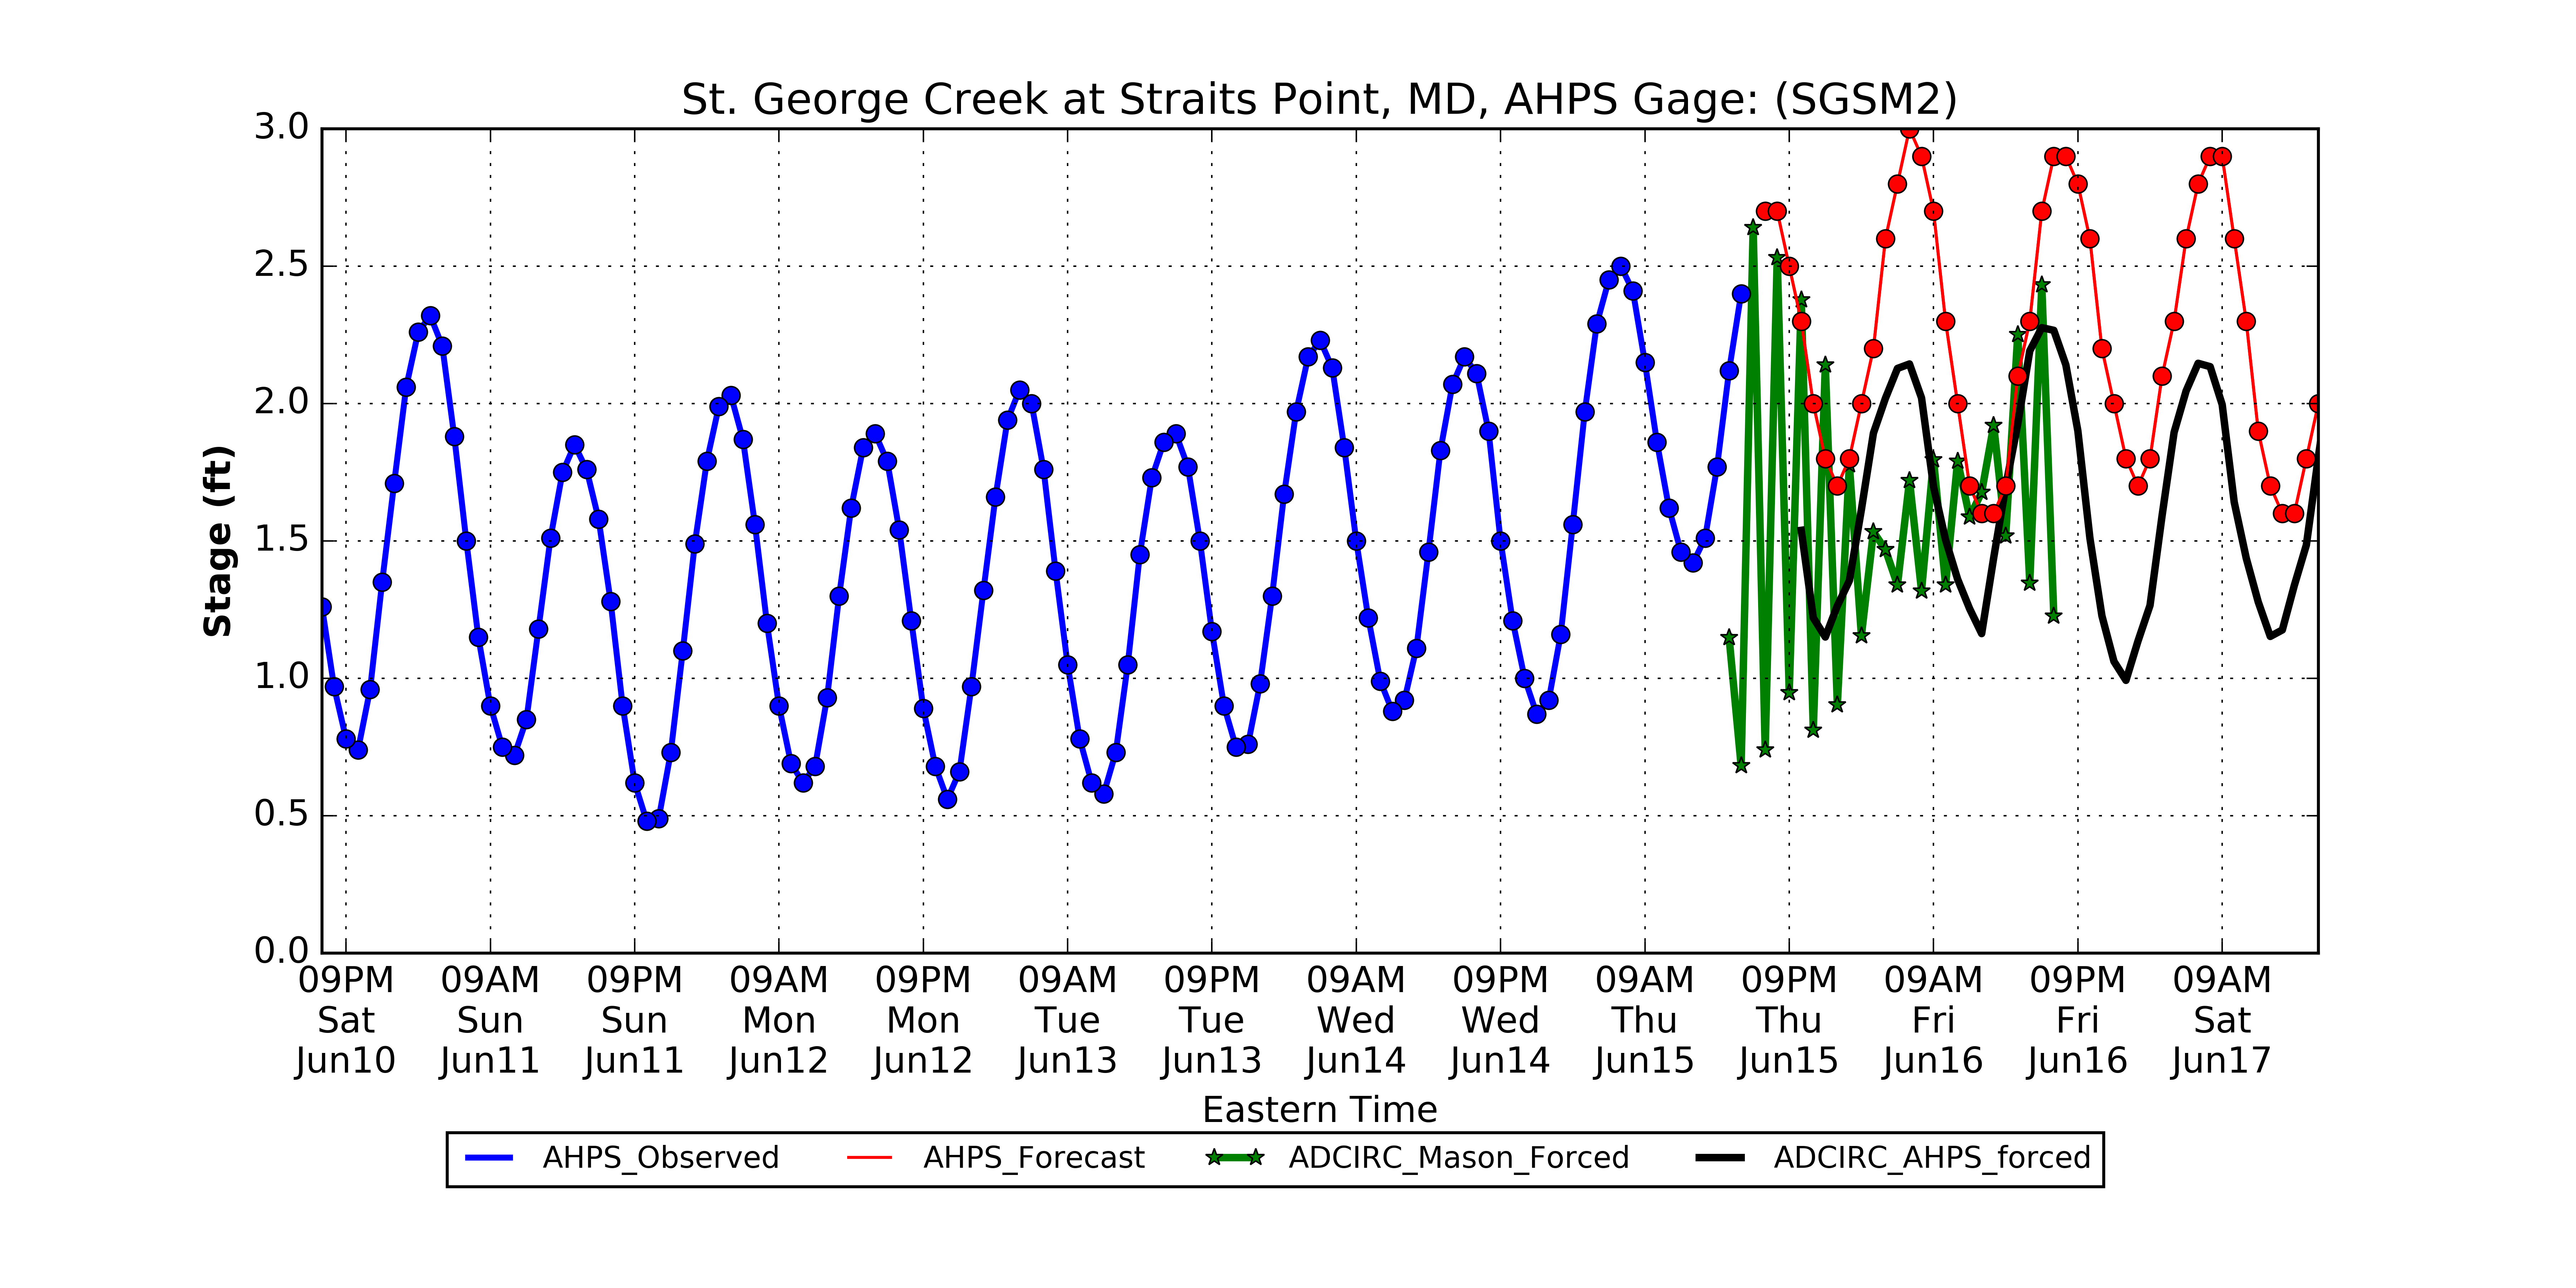 St. George Creek at Straits Point, MD, AHPS Gage: (SGSM2)
3.0
2.5
2.0
1.5
1.0
0.5
0.0
Stage (ft)
09PM 09AM 09PM 09AM 09PM 09AM 09PM 09AM 09PM 09AM 09PM 09AM 09PM 09AM
Sat Sun Sun Mon Mon Tue Tue Wed Wed Thu Thu Fri Fri Sat
Jun10 Jun11 Jun11 Jun12 Jun12 Jun13 Jun13 Jun14 Jun14 Jun15 Jun15 Jun16 Jun16 Jun17
Eastern Time
AHPS_Observed AHPS_Forecast ADCIRC_Mason_Forced ADCIRC_AHPS_forced